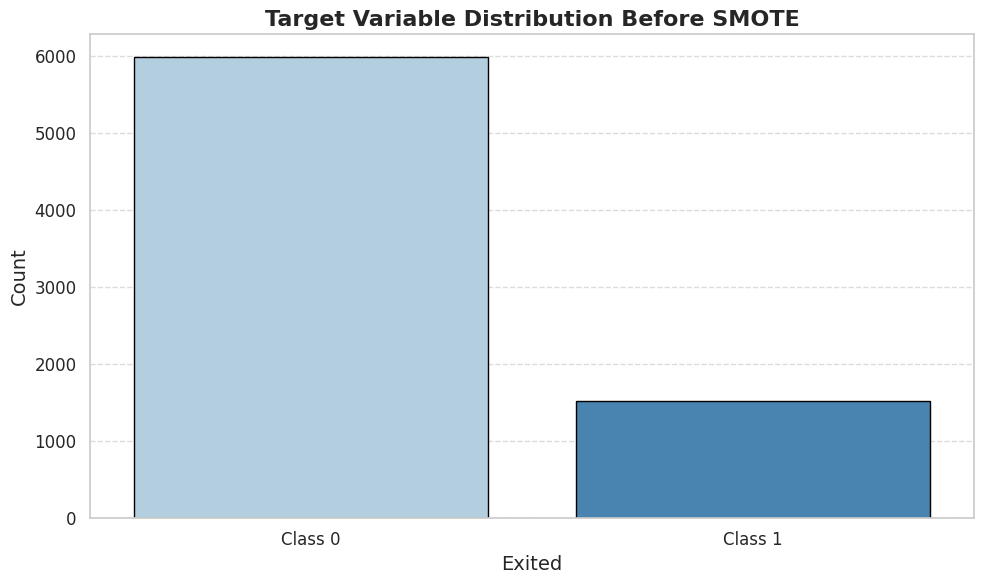 Target Variable Distribution Before SMOTE
6000
5000
4000
3000
2000
1000
0
Count
Class 0
Class 1
Exited